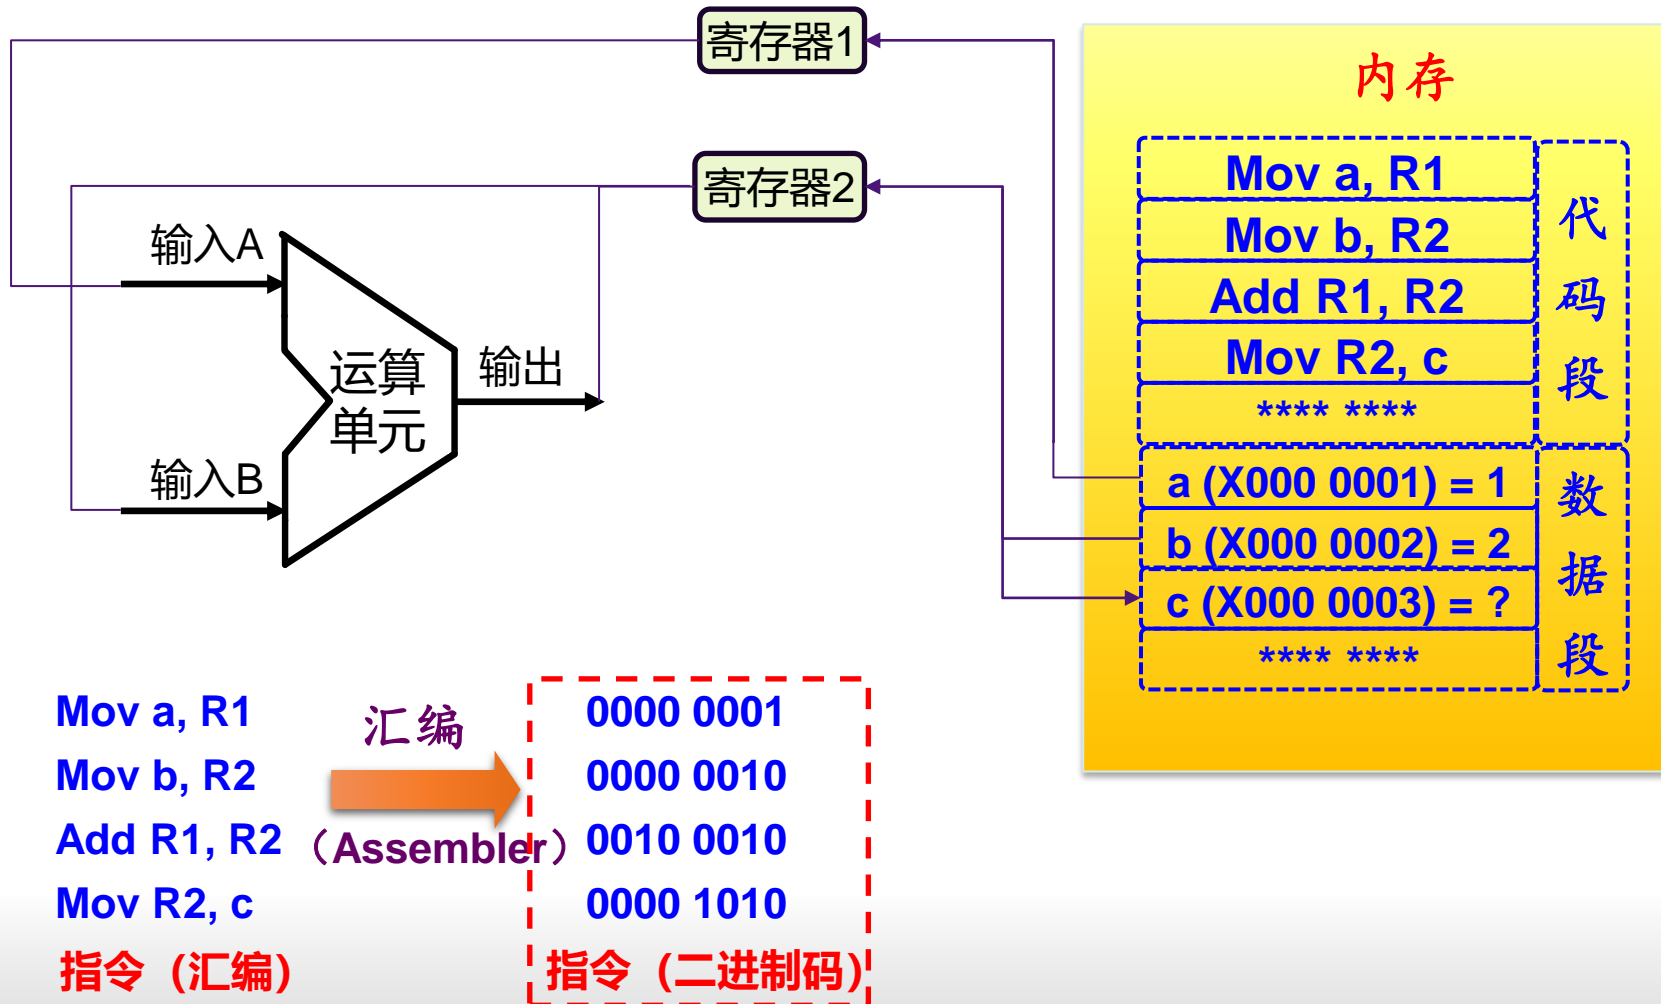 寄存器1
寄存器2
输入A
运算
单元
输出
输入B
内存
Mov a, R1
Mov b, R2
Add R1, R2
Mov R2, c
**** ****
代
码
段
a (X000 0001) = 1
b (X000 0002) = 2
c (X000 0003) = ?
**** ****
数
据
段
Mov a, R1
Mov b, R2
Add R1, R2
Mov R2, c
指令（汇编）
汇编
（Assembler）
0000 0001
0000 0010
0010 0010
0000 1010
指令（二进制码）